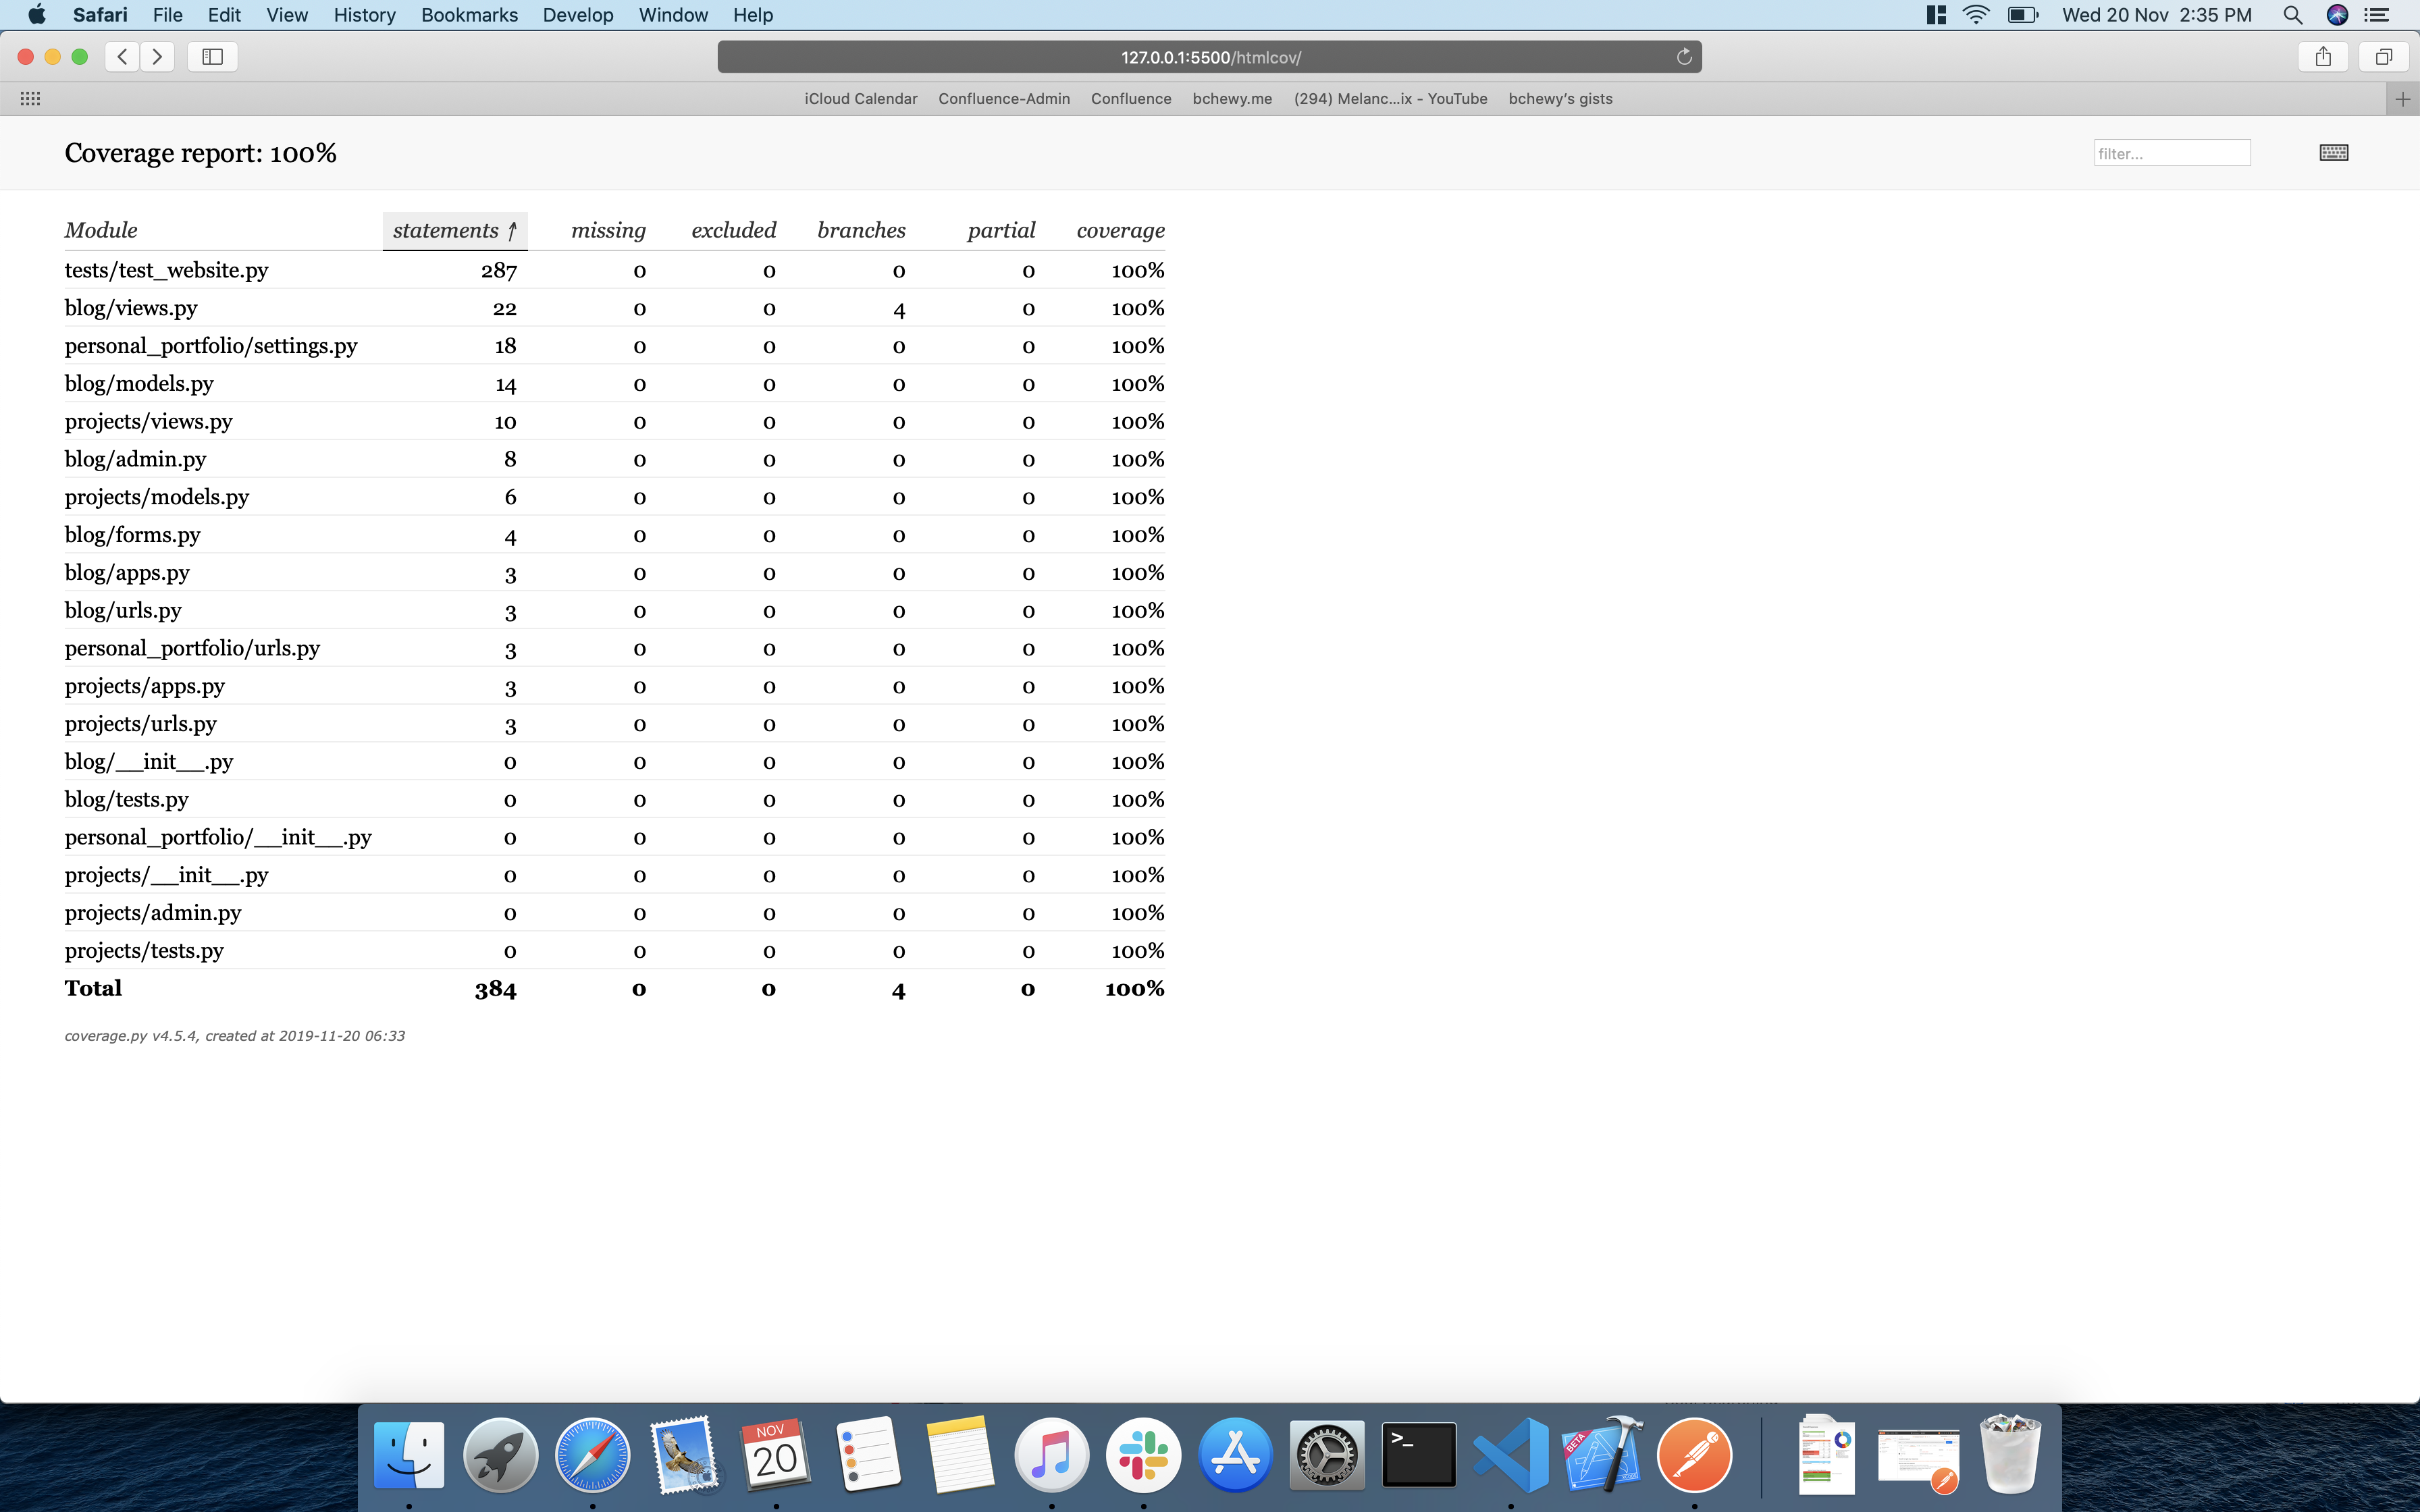 Safari File Edit View History Bookmarks Develop Window Help Wed 20 Nov 2:35 PM
127.0.0.1:5500/htmlcov/
iCloud Calendar Confluence-Admin Confluence bchewy.me (294) Melanc...ix - YouTube bchewy's gists
Coverage report: 100% filter...
Module statements ↑ missing excluded branches partial coverage
tests/test_website.py 287 0 0 0 0 100%
blog/views.py 22 0 0 4 0 100%
personal_portfolio/settings.py 18 0 0 0 0 100%
blog/models.py 14 0 0 0 0 100%
projects/views.py 10 0 0 0 0 100%
blog/admin.py 8 0 0 0 0 100%
projects/models.py 6 0 0 0 0 100%
blog/forms.py 4 0 0 0 0 100%
blog/apps.py 3 0 0 0 0 100%
blog/urls.py 3 0 0 0 0 100%
personal_portfolio/urls.py 3 0 0 0 0 100%
projects/apps.py 3 0 0 0 0 100%
projects/urls.py 3 0 0 0 0 100%
blog/__init__.py 0 0 0 0 0 100%
blog/tests.py 0 0 0 0 0 100%
personal_portfolio/__init__.py 0 0 0 0 0 100%
projects/__init__.py 0 0 0 0 0 100%
projects/admin.py 0 0 0 0 0 100%
projects/tests.py 0 0 0 0 0 100%
Total 384 0 0 4 0 100%
coverage.py v4.5.4, created at 2019-11-20 06:33
NOV
20
>_
BETA